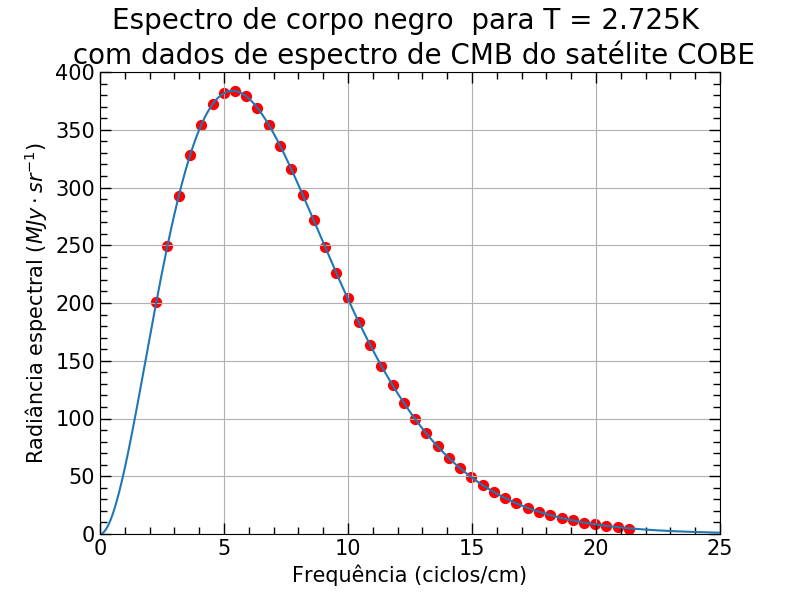 Espectro de corpo negro para T = 2.725K
com dados de espectro de CMB do satélite COBE
400
350
300
250
200
150
100
50
0
Radiância espectral (MJy · sr⁻¹)
0 5 10 15 20 25
Frequência (ciclos/cm)